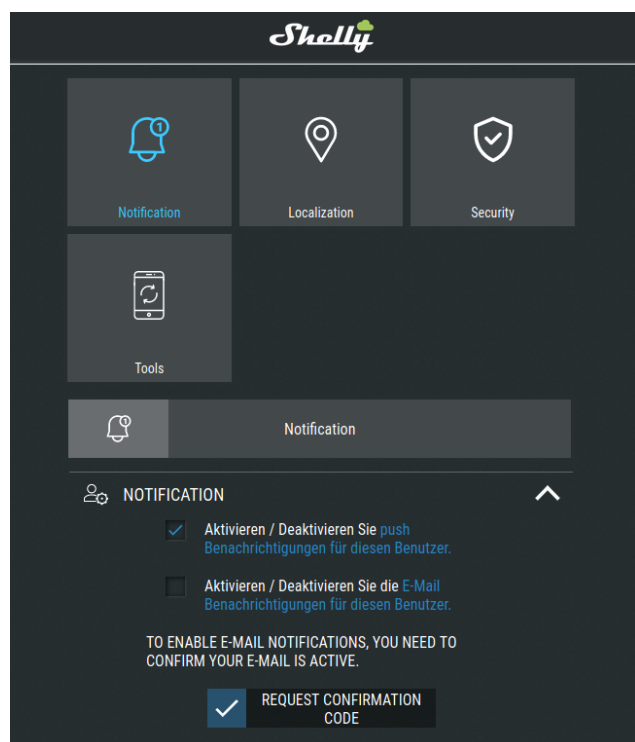 Shelly
1
Notification
Localization
Security
Tools
1
Notification
NOTIFICATION
Aktivieren / Deaktivieren Sie push
Benachrichtigungen für diesen Benutzer.
Aktivieren / Deaktivieren Sie die E-Mail
Benachrichtigungen für diesen Benutzer.
TO ENABLE E-MAIL NOTIFICATIONS, YOU NEED TO
CONFIRM YOUR E-MAIL IS ACTIVE.
REQUEST CONFIRMATION
CODE